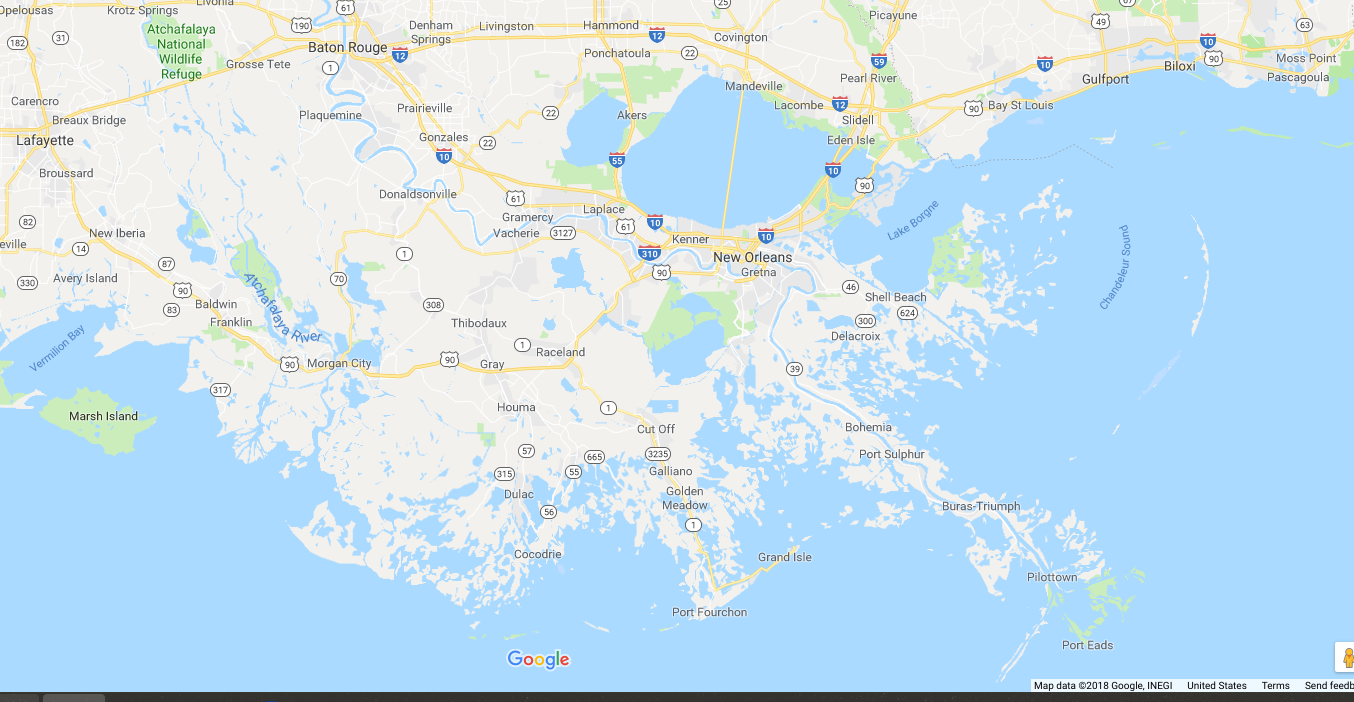 Opelousas
Krotz Springs
Livonia
61
25
67
190
Denham
Springs
Livingston
Hammond
12
Covington
Picayune
49
63
182
31
Atchafalaya
National
Wildlife
Refuge
Baton Rouge
12
Ponchatoula
22
10
90
Moss Point
Grosse Tete
1
59
10
Biloxi
Pearl River
Gulfport
Pascagoula
Mandeville
Carencro
Prairieville
Lacombe
12
90
Bay St Louis
Breaux Bridge
Plaquemine
22
Akers
Slidell
Lafayette
Gonzales
22
Eden Isle
10
55
10
Broussard
Donaldsonville
61
90
82
Gramercy
Laplace
10
Lake Borgne
Vacherie
3127
61
New Iberia
Kenner
10
eville
14
1
310
New Orleans
Chandeleur Sound
87
90
Gretna
330
Avery Island
70
46
90
Atchafalaya River
Shell Beach
83
Baldwin
308
624
Franklin
Thibodaux
300
Delacroix
Vermilion Bay
1
Raceland
90
Morgan City
90
Gray
39
317
Marsh Island
Houma
1
Cut Off
Bohemia
57
665
3235
Port Sulphur
315
55
Galliano
Dulac
Golden
Meadow
56
Buras-Triumph
1
Cocodrie
Grand Isle
Pilottown
Port Fourchon
Port Eads
Google
Map data ©2018 Google, INEGI United States Terms Send feedb